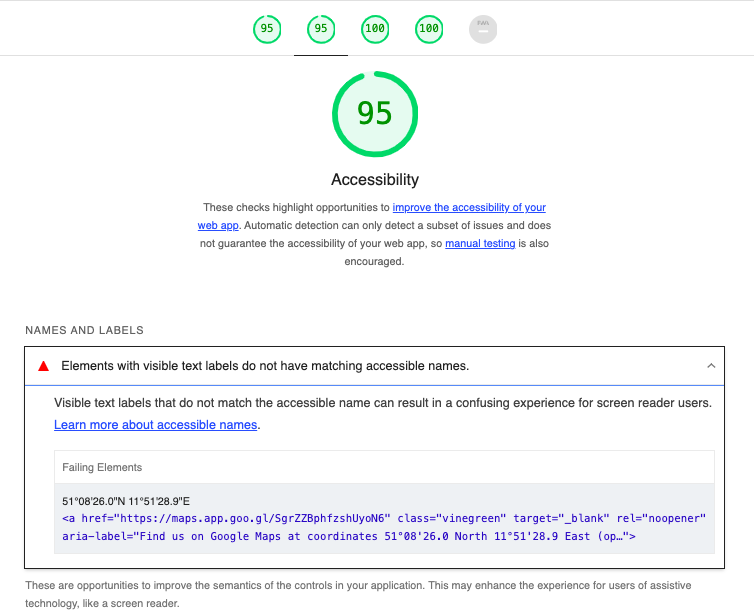 95 95 100 100 PWA
95
Accessibility
These checks highlight opportunities to improve the accessibility of your
web app. Automatic detection can only detect a subset of issues and does
not guarantee the accessibility of your web app, so manual testing is also
encouraged.
NAMES AND LABELS
Elements with visible text labels do not have matching accessible names.
Visible text labels that do not match the accessible name can result in a confusing experience for screen reader users.
Learn more about accessible names.
Failing Elements
51°08'26.0"N 11°51'28.9"E
<a href="https://maps.app.goo.gl/SgrZZBphfzshUyoN6" class="vinegreen" target="_blank" rel="noopener"
aria-label="Find us on Google Maps at coordinates 51°08'26.0 North 11°51'28.9 East (op…">
These are opportunities to improve the semantics of the controls in your application. This may enhance the experience for users of assistive
technology, like a screen reader.